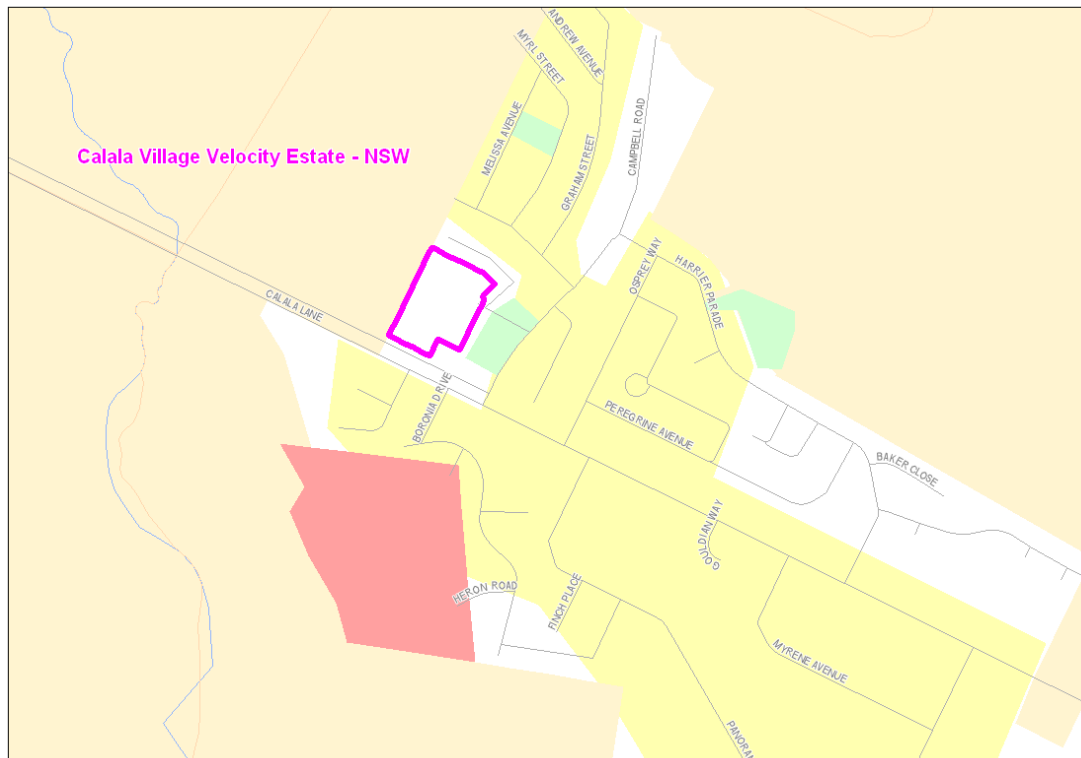 ANDREW AVENUE
MYRL STREET
MELISSA AVENUE
CAMPBELL ROAD
Calala Village Velocity Estate - NSW
GRAHAM STREET
OSPREY WAY
HARRIER PARADE
CALALA LANE
BORONIA DRIVE
PEREGRINE AVENUE
BAKER CLOSE
GOULDIAN WAY
HERON ROAD
FINCH PLACE
MYRENE AVENUE
PANORAM